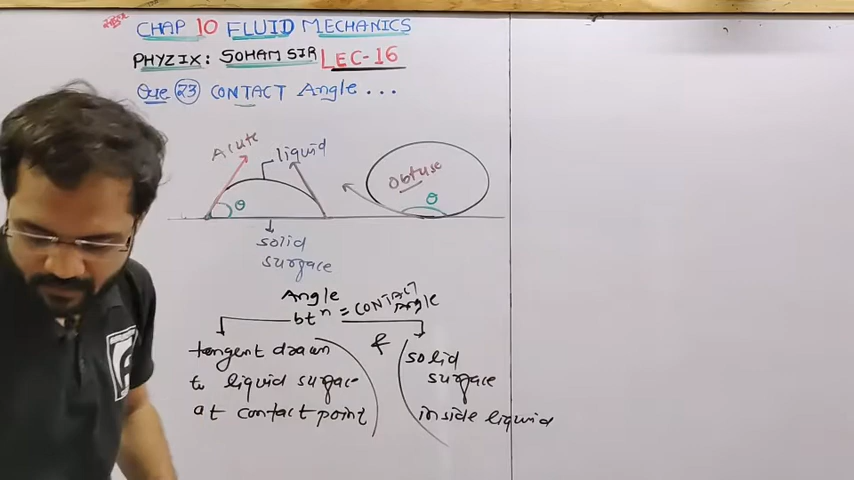 CHAP 10 FLUID MECHANICS
PHYZIX: SOHAM SIR LEC-16
Que 23 CONTACT Angle...
Acute
liquid
obtuse
θ
θ
solid
surface
Angle
btⁿ = CONTACT Angle
tangent drawn
to liquid surface
at contact point
&
solid
surface
inside liquid